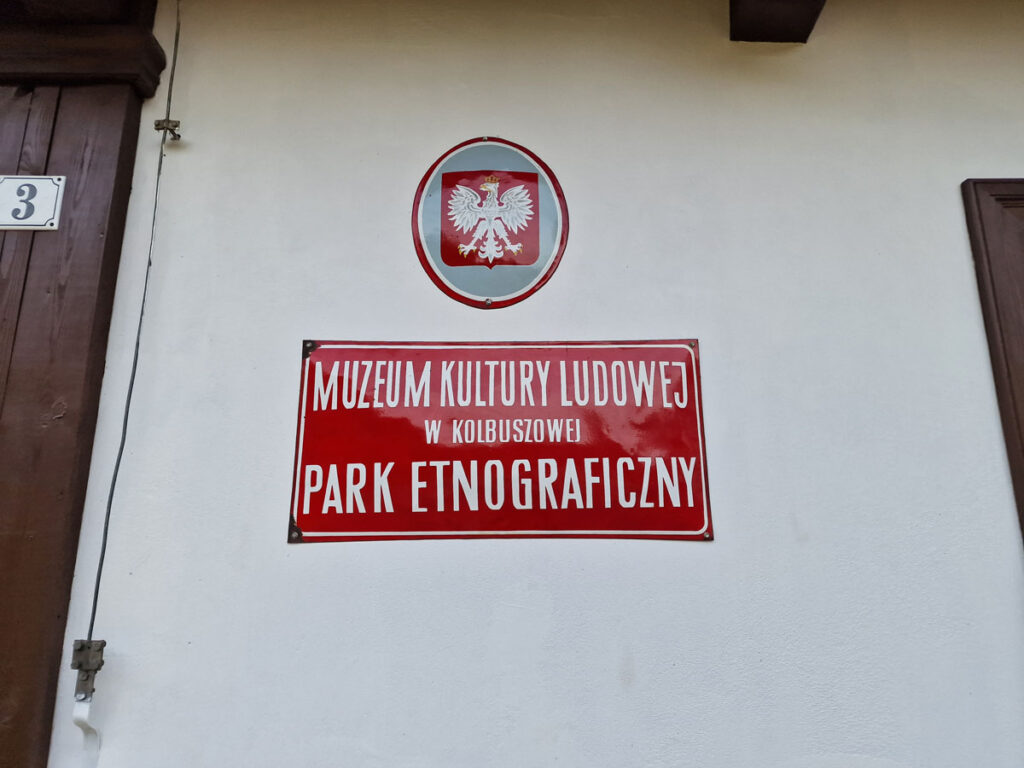 3
MUZEUM KULTURY LUDOWEJ
W KOLBUSZOWEJ
PARK ETNOGRAFICZNY